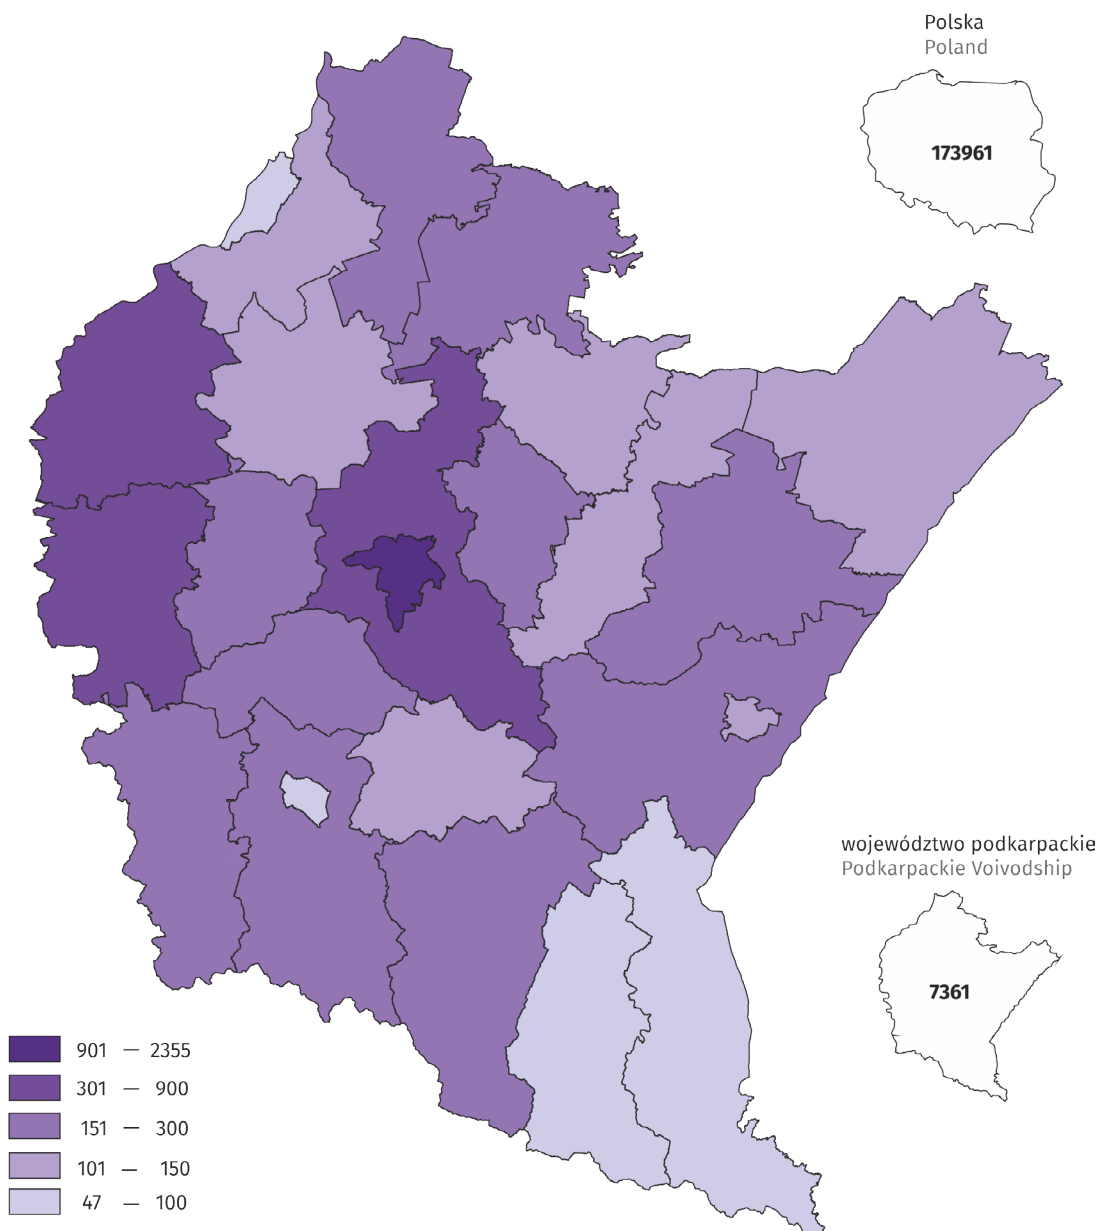 Polska
Poland
173961
województwo podkarpackie
Podkarpackie Voivodship
7361
901 — 2355
301 — 900
151 — 300
101 — 150
47 — 100